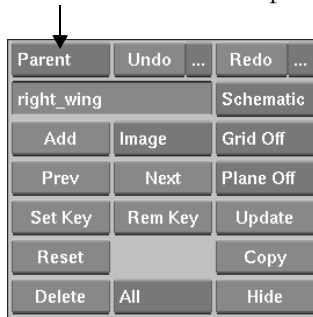 Parent Undo ... Redo ...
right_wing Schematic
Add Image Grid Off
Prev Next Plane Off
Set Key Rem Key Update
Reset Copy
Delete All Hide